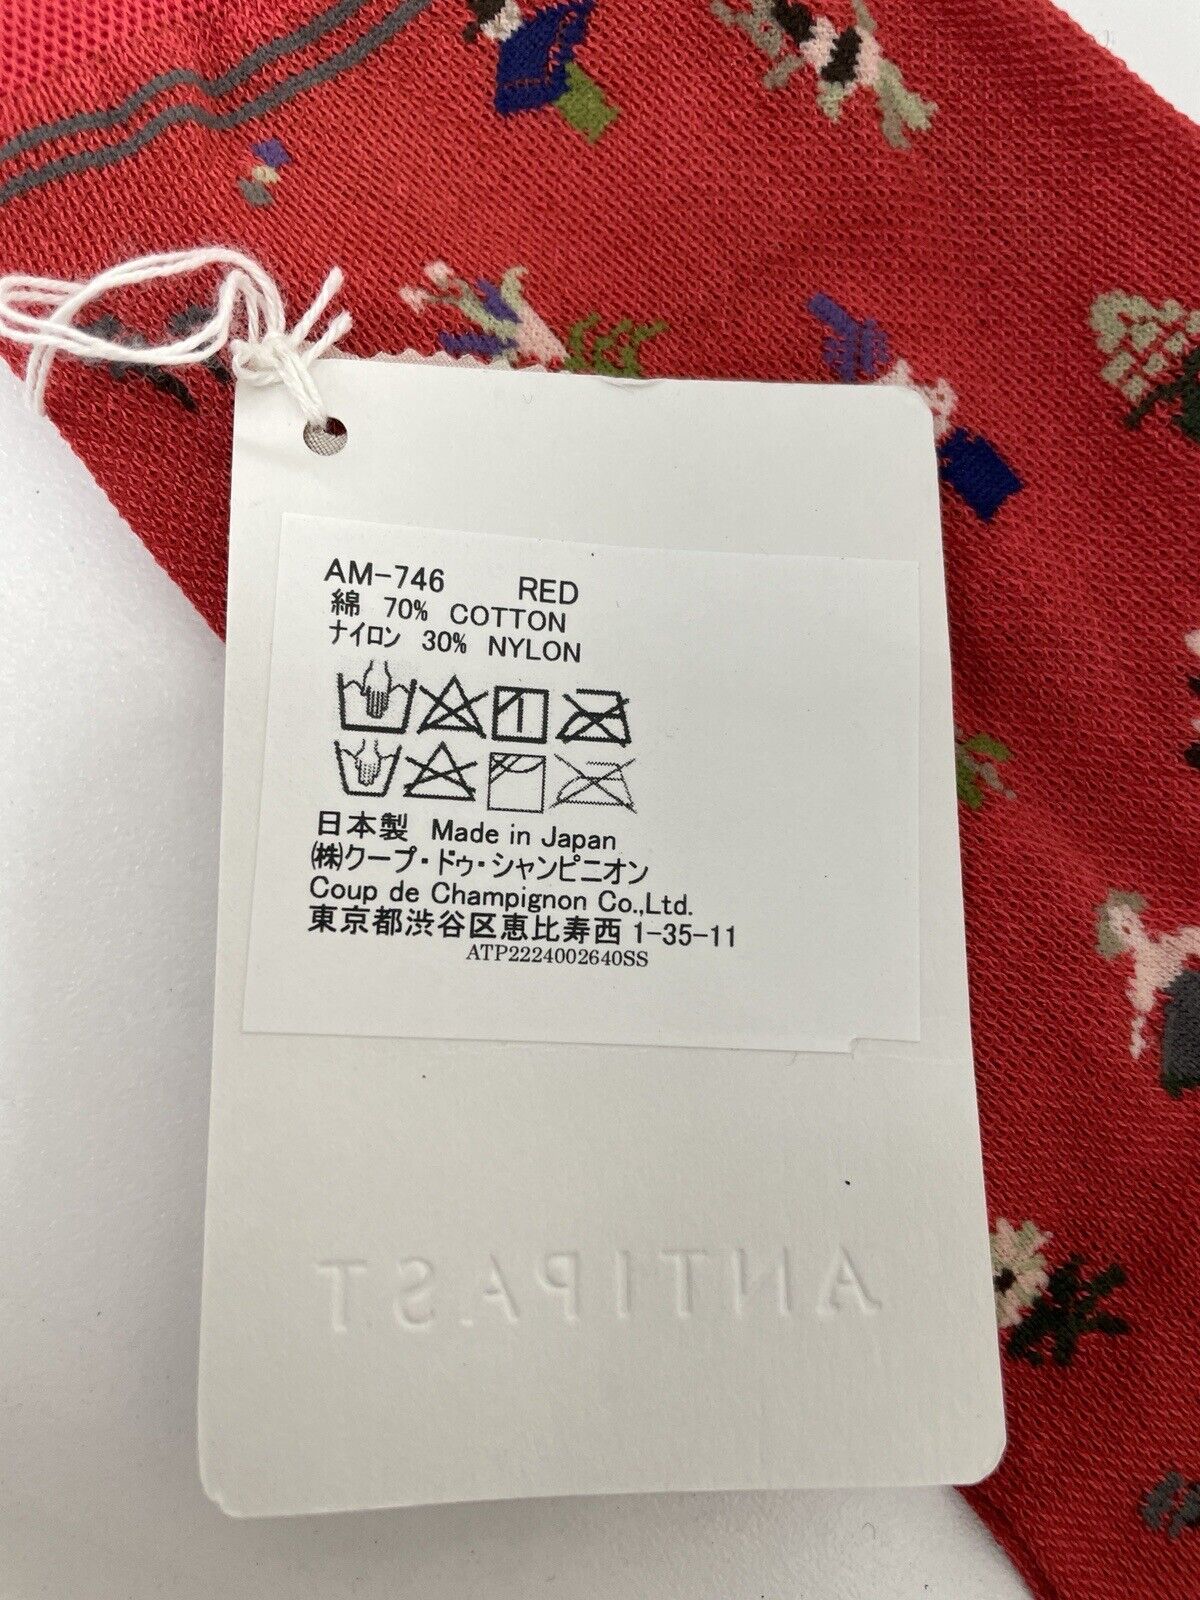 AM-746 RED
綿 70% COTTON
ナイロン 30% NYLON
日本製 Made in Japan
㈱クープ・ドゥ・シャンピニオン
Coup de Champignon Co.,Ltd.
東京都渋谷区恵比寿西 1-35-11
ATP2224002640SS
ANTIPAST